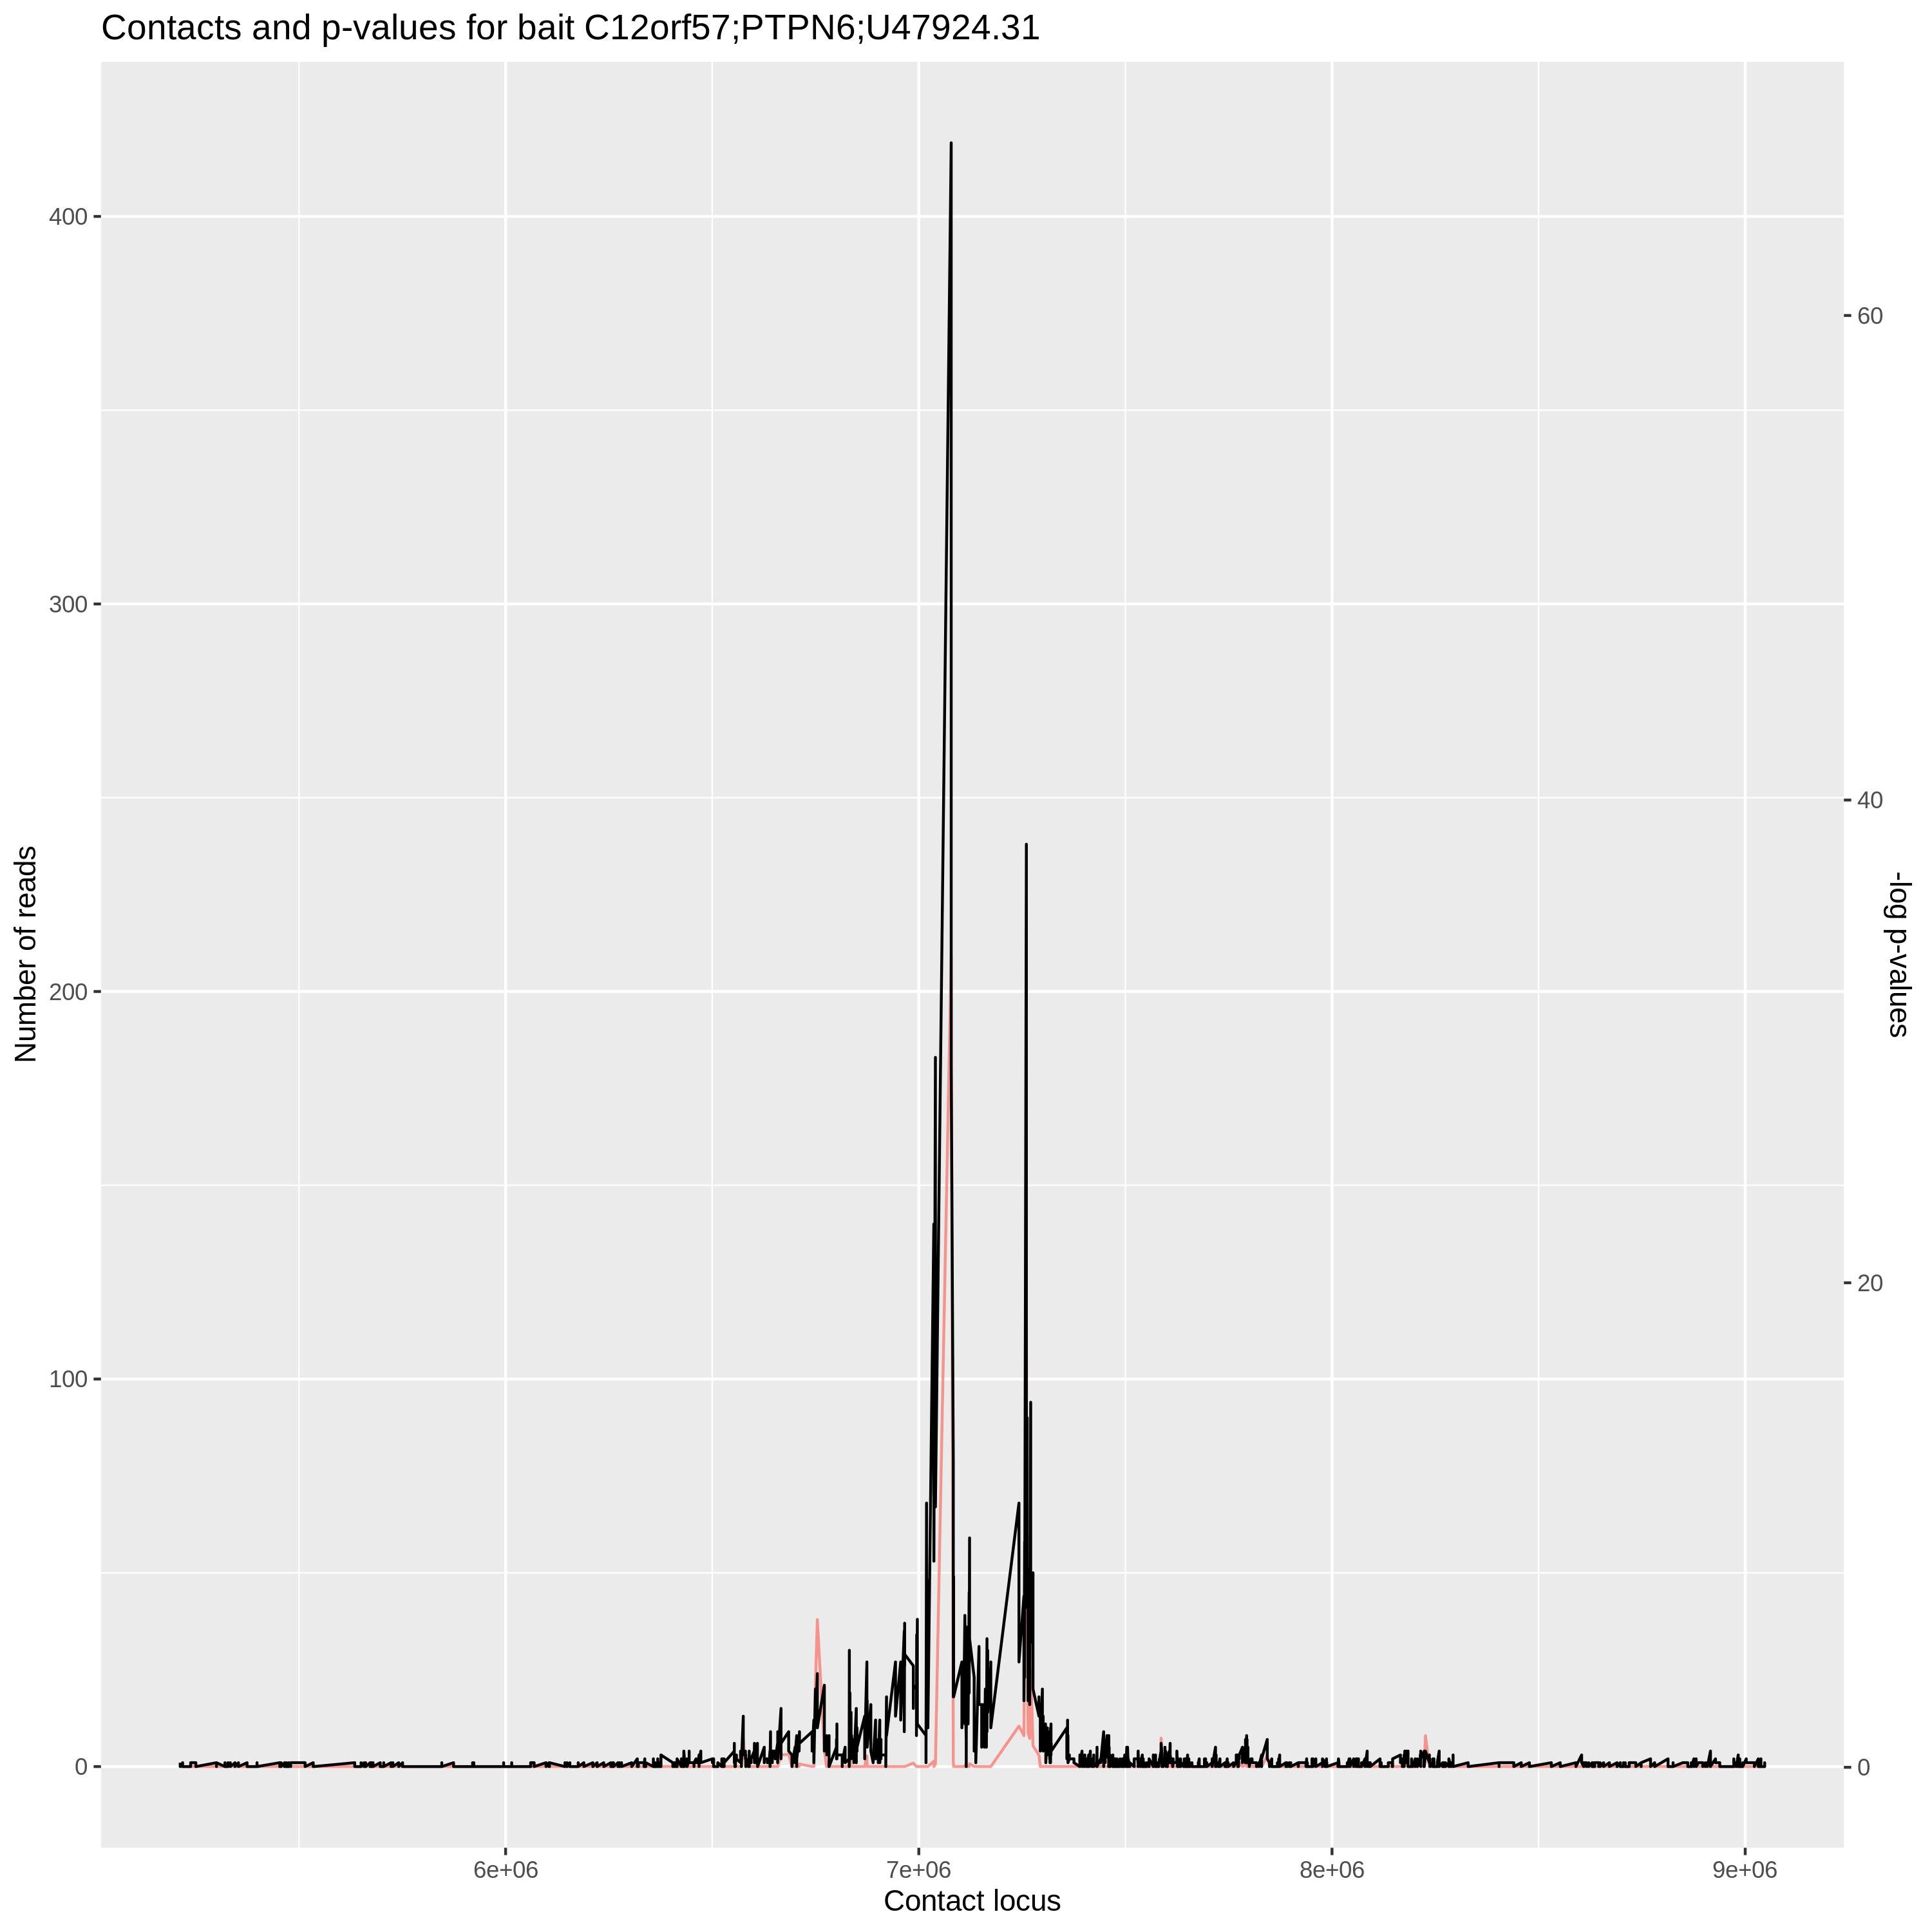 Contacts and p-values for bait C12orf57;PTPN6;U47924.31
400
300
200
100
0
Number of reads
60
40
20
0
-log p-values
6e+06
7e+06
8e+06
9e+06
Contact locus